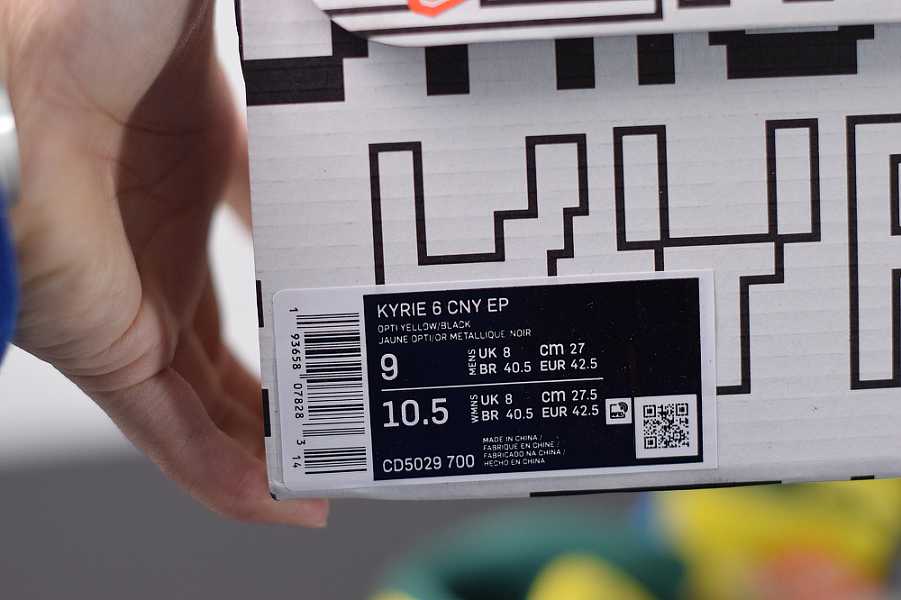 KYR
KYRIE 6 CNY EP
OPTI YELLOW/BLACK
JAUNE OPTI/OR METALLIQUE NOIR
9 MENS UK 8 cm 27
BR 40.5 EUR 42.5
10.5 WMNS UK 8 cm 27.5
BR 40.5 EUR 42.5
MADE IN CHINA /
FABRIQUE EN CHINE /
FABRICADO NA CHINA /
HECHO EN CHINA
CD5029 700
1 93658 07828 3 14